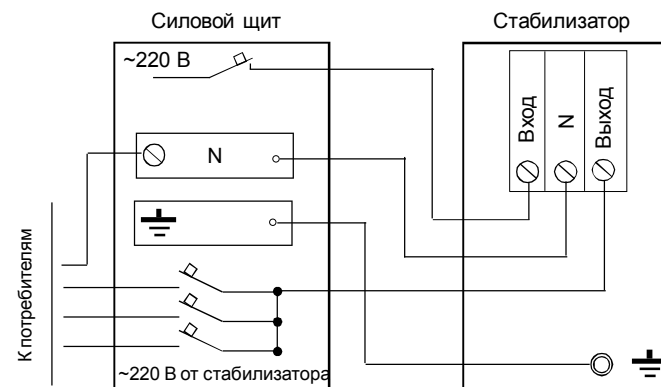 Силовой щит
Стабилизатор
~220 В
Вход
N
Выход
N
К потребителям
~220 В от стабилизатора